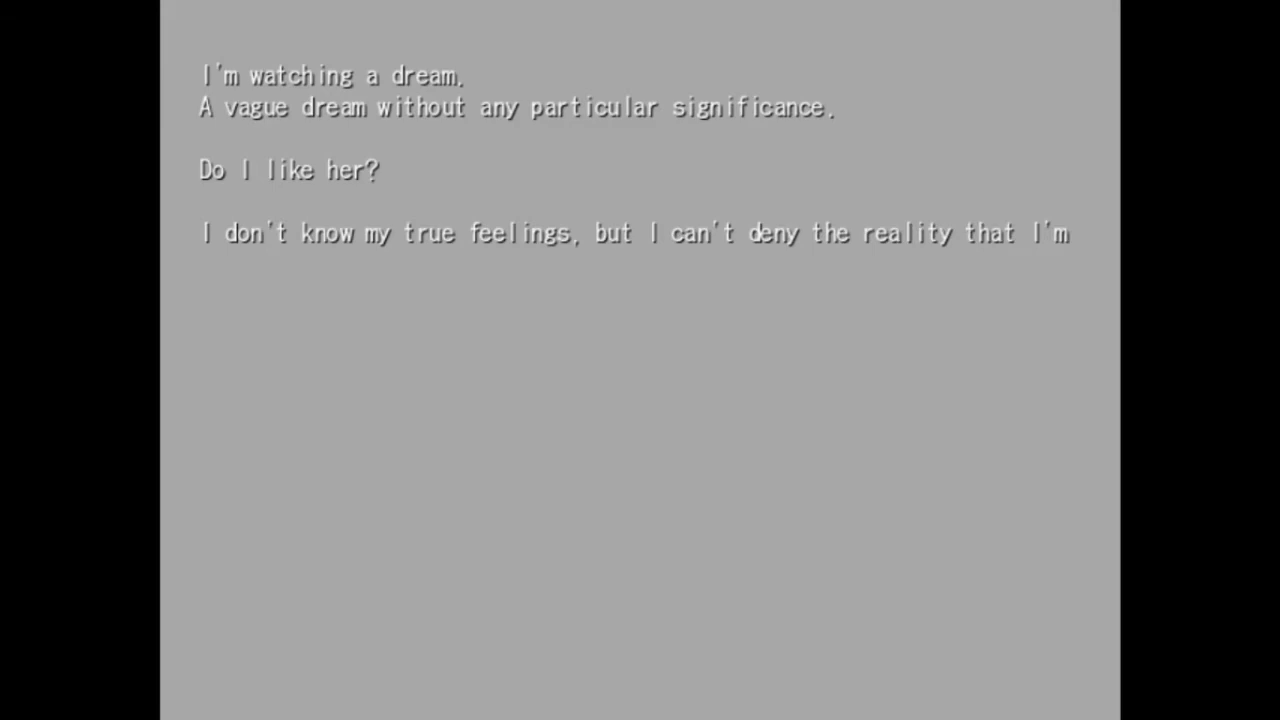 I'm watching a dream.
A vague dream without any particular significance.
Do I like her?
I don't know my true feelings, but I can't deny the reality that I'm